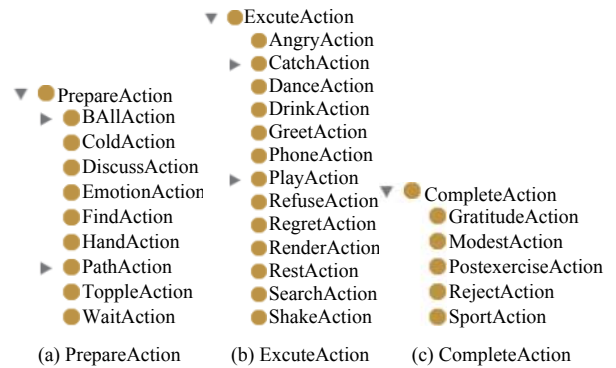 PrepareAction
BAllAction
ColdAction
DiscussAction
EmotionAction
FindAction
HandAction
PathAction
ToppleAction
WaitAction
(a) PrepareAction
ExcuteAction
AngryAction
CatchAction
DanceAction
DrinkAction
GreetAction
PhoneAction
PlayAction
RefuseAction
RegretAction
RenderAction
RestAction
SearchAction
ShakeAction
(b) ExcuteAction
CompleteAction
GratitudeAction
ModestAction
PostexerciseAction
RejectAction
SportAction
(c) CompleteAction